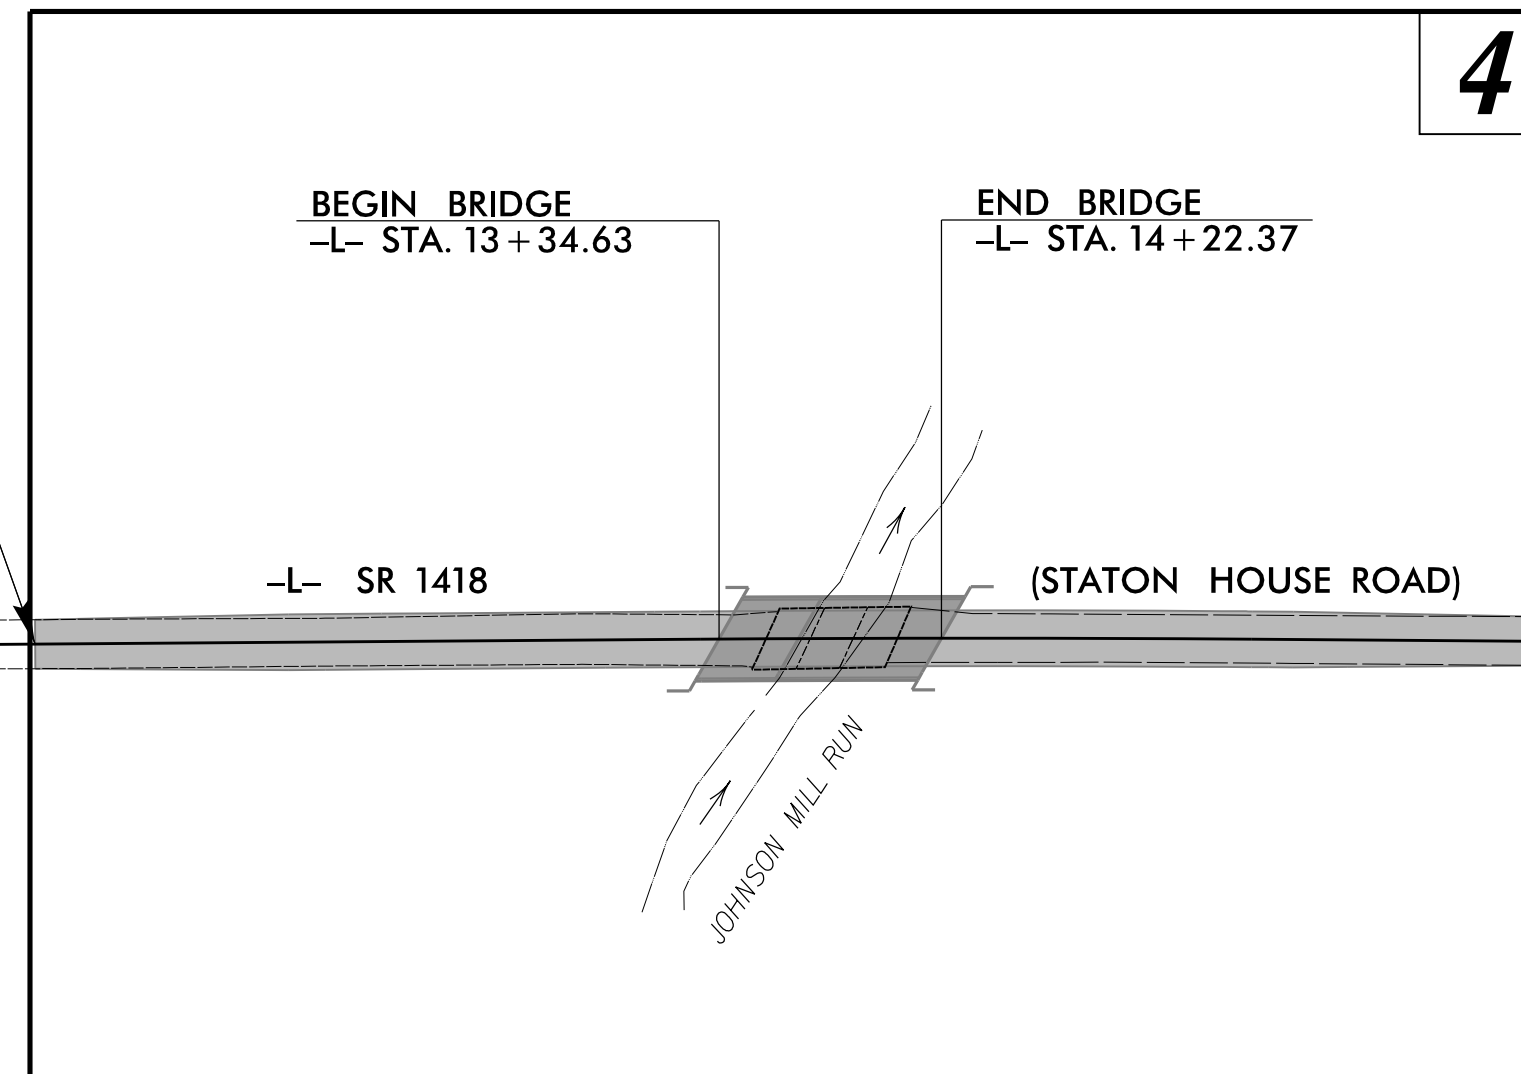 4
BEGIN BRIDGE
-L- STA. 13+34.63
END BRIDGE
-L- STA. 14+22.37
-L- SR 1418
(STATON HOUSE ROAD)
JOHNSON MILL RUN